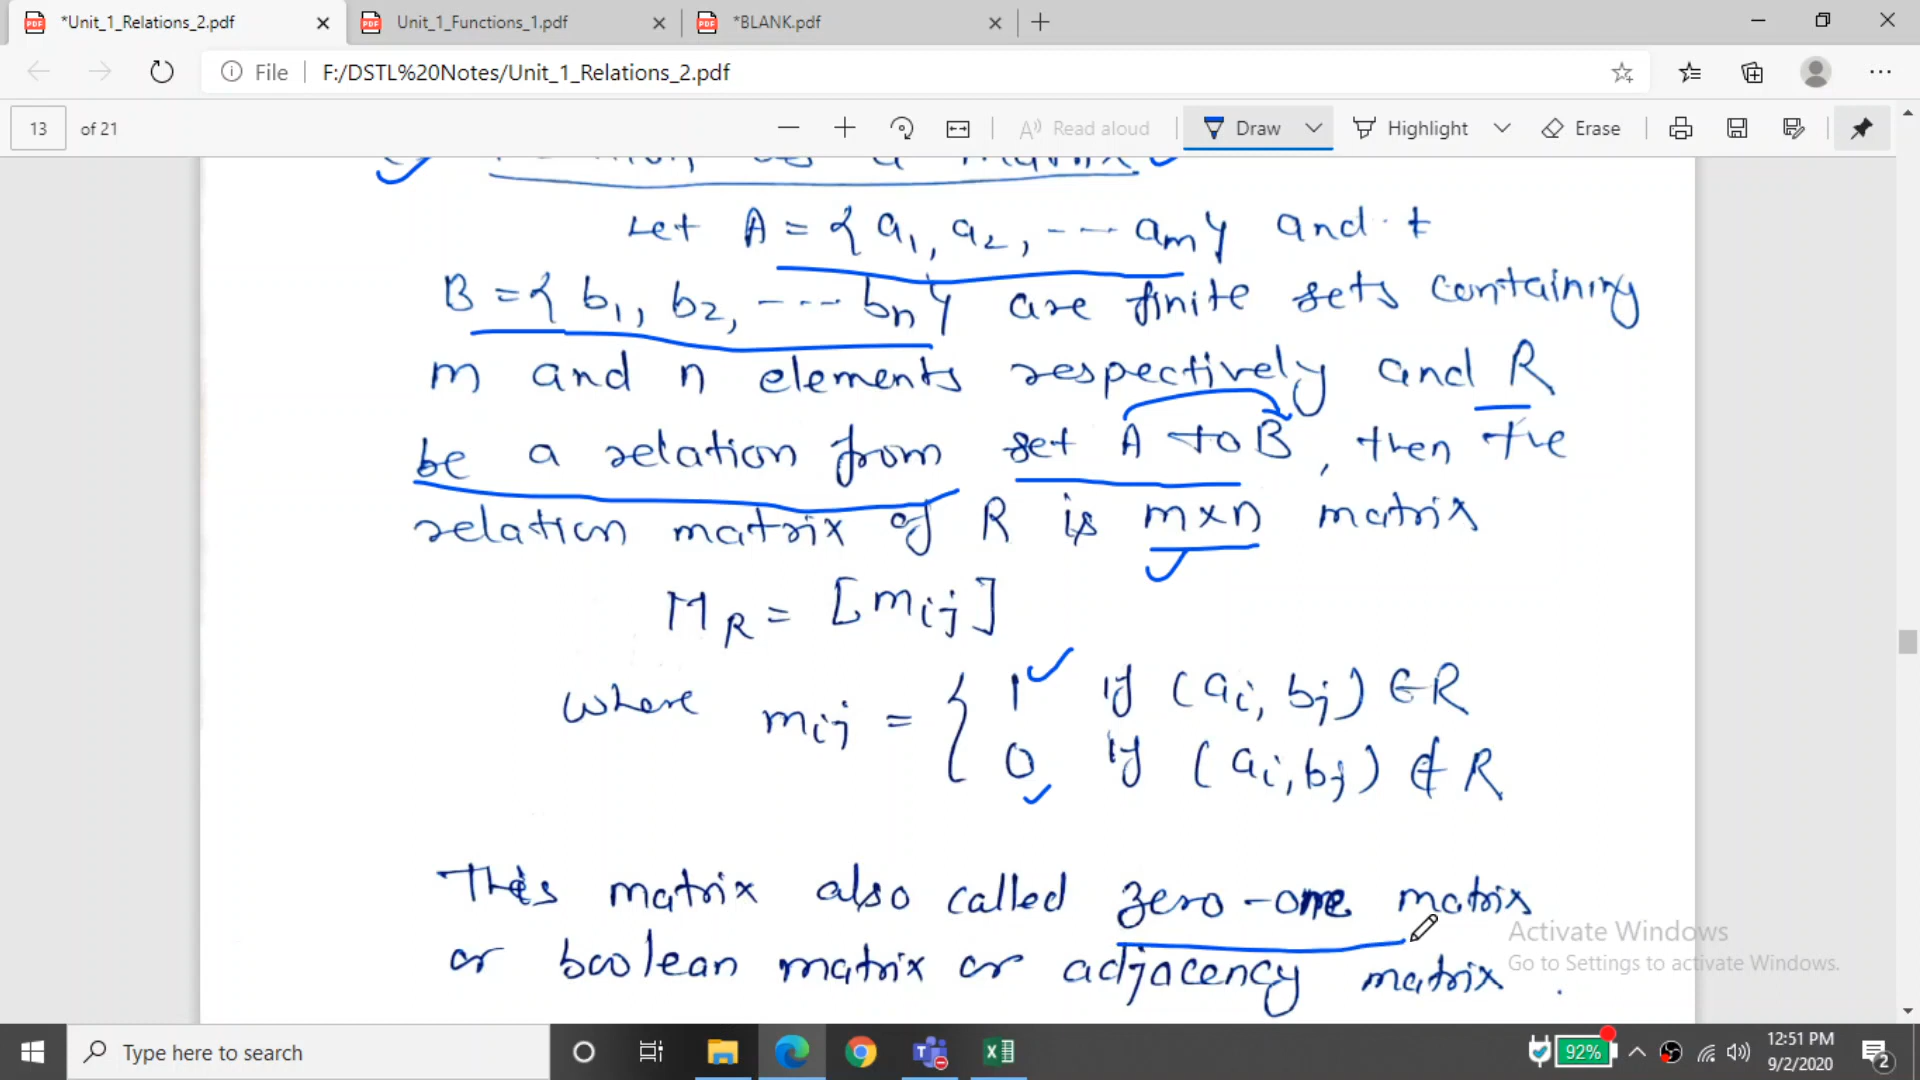 *Unit_1_Relations_2.pdf
Unit_1_Functions_1.pdf
*BLANK.pdf
File
F:/DSTL%20Notes/Unit_1_Relations_2.pdf
13 of 21
Read aloud
Draw
Highlight
Erase
as a matrix
Let A = { a1, a2, ---- am } and
B = { b1, b2, ---- bn } are finite sets containing
m and n elements respectively and R
be a relation from set A to B, then the
relation matrix of R is m×n matrix
MR = [mij]
where mij = { 1 if (ai, bj) ∈ R
0 if (ai, bj) ∉ R
This matrix also called zero-one matrix
or boolean matrix or adjacency matrix.
Activate Windows
Go to Settings to activate Windows.
Type here to search
92%
12:51 PM
9/2/2020
2